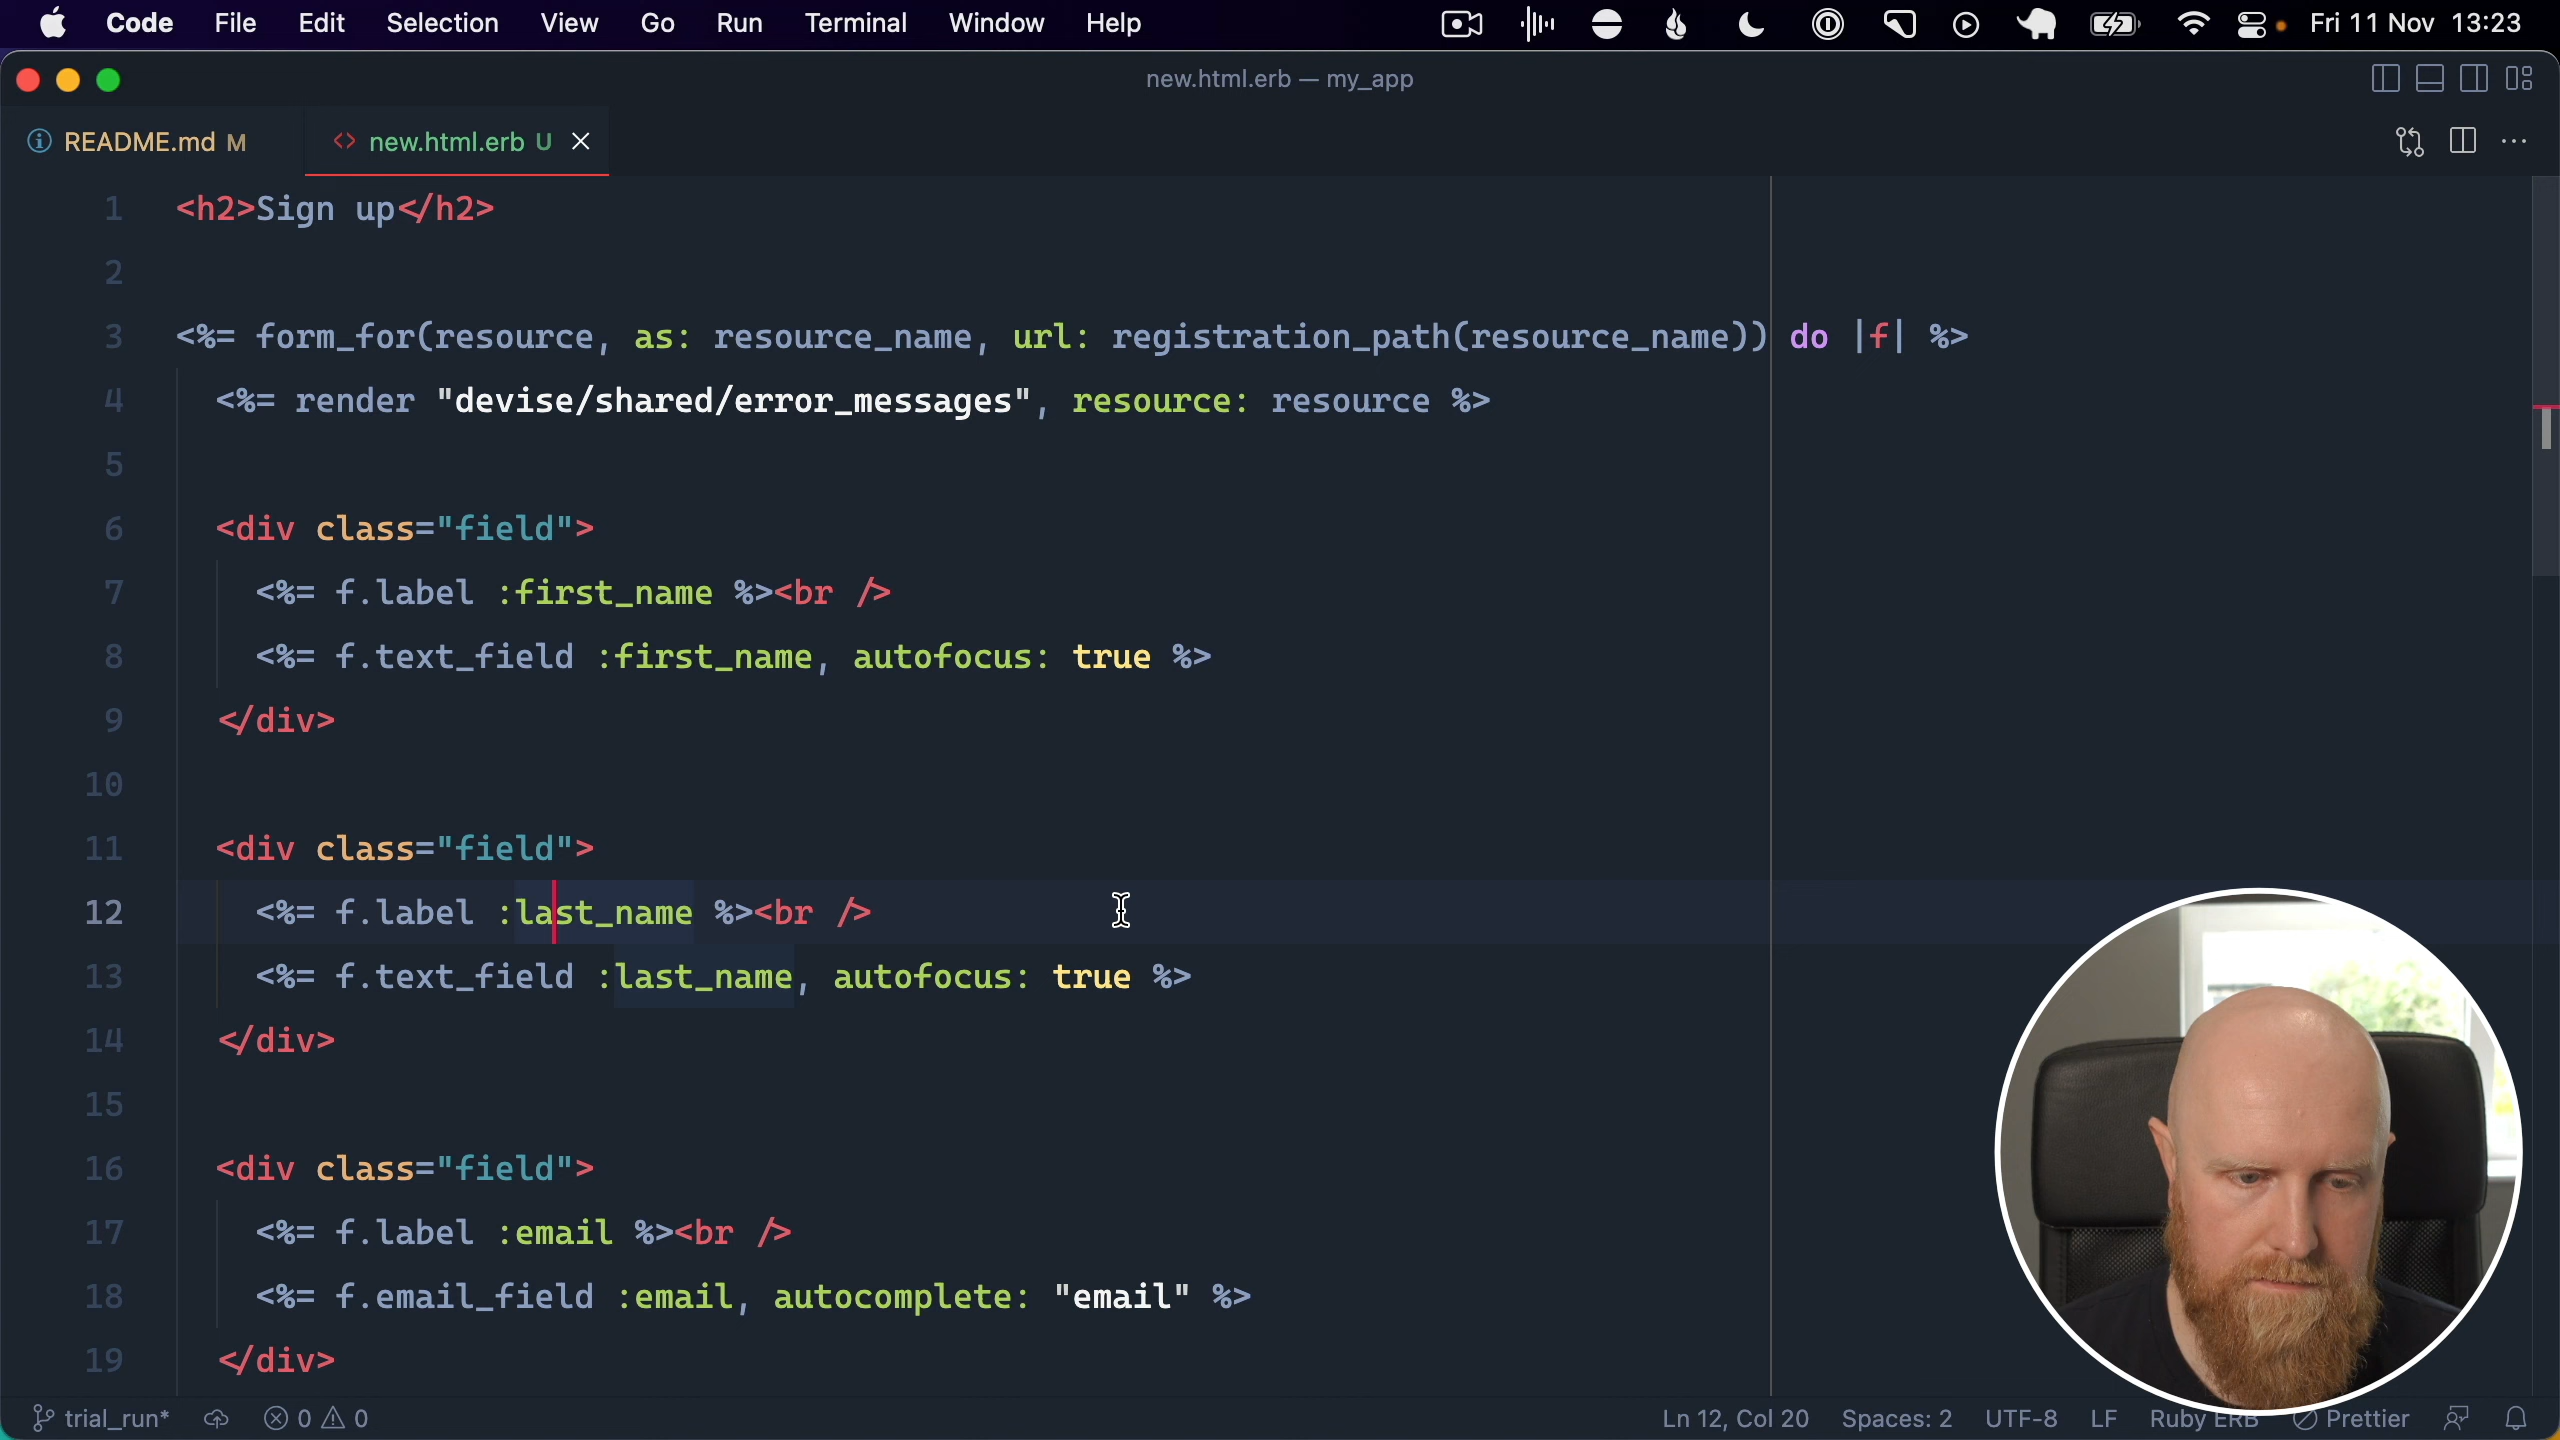 Code File Edit Selection View Go Run Terminal Window Help Fri 11 Nov 13:23
new.html.erb — my_app
README.md M new.html.erb U
1 <h2>Sign up</h2>
2
3 <%= form_for(resource, as: resource_name, url: registration_path(resource_name)) do |f| %>
4 <%= render "devise/shared/error_messages", resource: resource %>
5
6 <div class="field">
7 <%= f.label :first_name %><br />
8 <%= f.text_field :first_name, autofocus: true %>
9 </div>
10
11 <div class="field">
12 <%= f.label :last_name %><br />
13 <%= f.text_field :last_name, autofocus: true %>
14 </div>
15
16 <div class="field">
17 <%= f.label :email %><br />
18 <%= f.email_field :email, autocomplete: "email" %>
19 </div>
trial_run* 0 0 Ln 12, Col 20 Spaces: 2 UTF-8 LF Ruby ERB Prettier